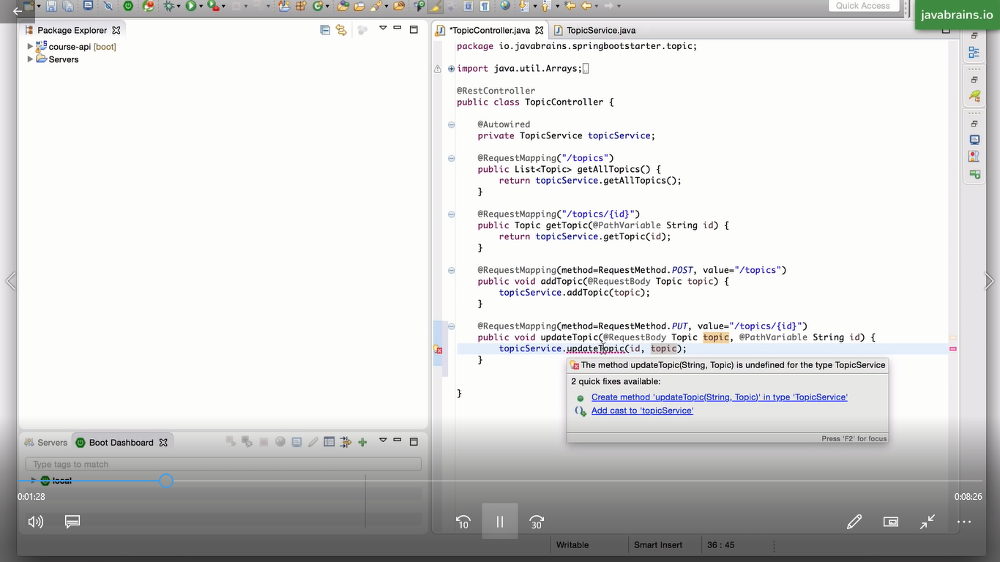 Quick Access
javabrains.io
Package Explorer
course-api [boot]
Servers
*TopicController.java
TopicService.java
package io.javabrains.springbootstarter.topic;
import java.util.Arrays;
@RestController
public class TopicController {
@Autowired
private TopicService topicService;
@RequestMapping("/topics")
public List<Topic> getAllTopics() {
return topicService.getAllTopics();
}
@RequestMapping("/topics/{id}")
public Topic getTopic(@PathVariable String id) {
return topicService.getTopic(id);
}
@RequestMapping(method=RequestMethod.POST, value="/topics")
public void addTopic(@RequestBody Topic topic) {
topicService.addTopic(topic);
}
@RequestMapping(method=RequestMethod.PUT, value="/topics/{id}")
public void updateTopic(@RequestBody Topic topic, @PathVariable String id) {
topicService.updateTopic(id, topic);
}
}
The method updateTopic(String, Topic) is undefined for the type TopicService
2 quick fixes available:
Create method 'updateTopic(String, Topic)' in type 'TopicService'
Add cast to 'topicService'
Press 'F2' for focus
Servers
Boot Dashboard
Type tags to match
local
0:01:28
0:08:26
10
30
Writable
Smart Insert
36 : 45